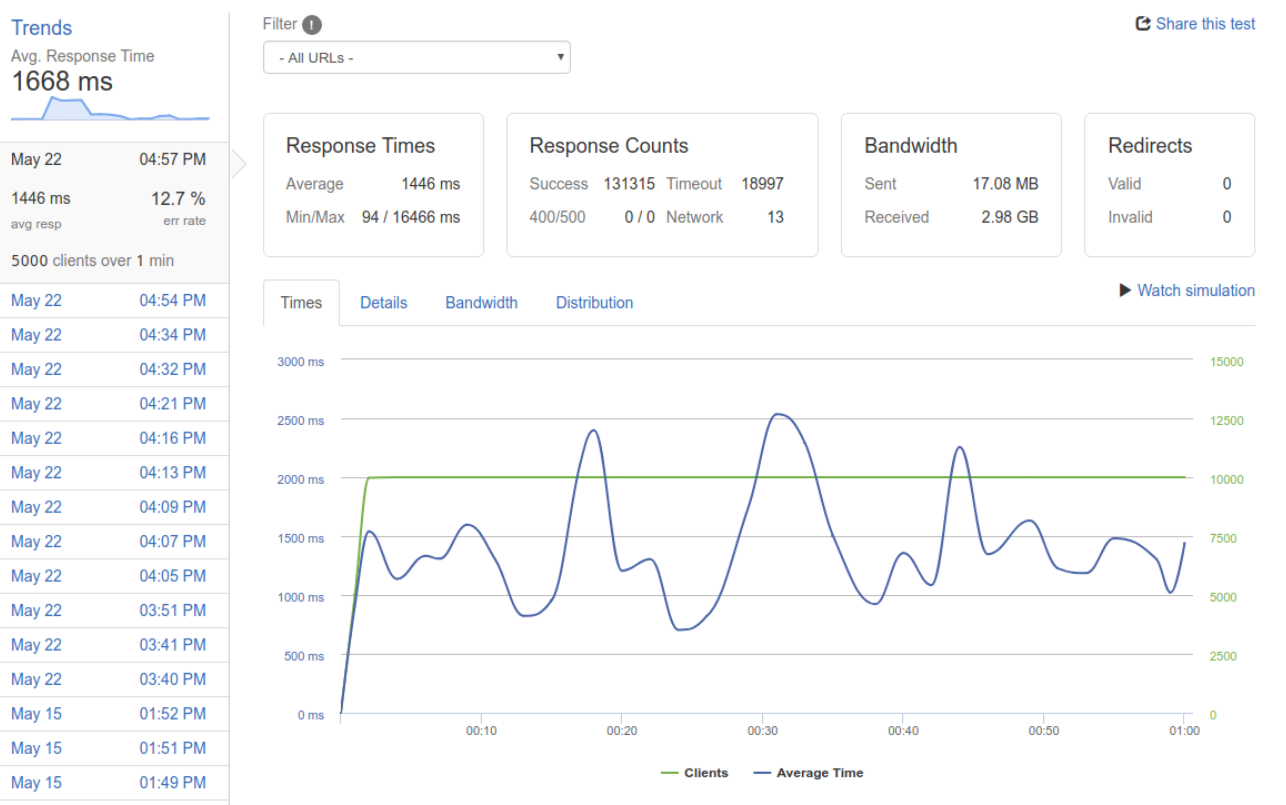 Trends
Avg. Response Time
1668 ms
May 22 04:57 PM
1446 ms 12.7 %
avg resp err rate
5000 clients over 1 min
May 22 04:54 PM
May 22 04:34 PM
May 22 04:32 PM
May 22 04:21 PM
May 22 04:16 PM
May 22 04:13 PM
May 22 04:09 PM
May 22 04:07 PM
May 22 04:05 PM
May 22 03:51 PM
May 22 03:41 PM
May 22 03:40 PM
May 15 01:52 PM
May 15 01:51 PM
May 15 01:49 PM
Filter !
- All URLs -
Share this test
Response Times
Average 1446 ms
Min/Max 94 / 16466 ms
Response Counts
Success 131315 Timeout 18997
400/500 0 / 0 Network 13
Bandwidth
Sent 17.08 MB
Received 2.98 GB
Redirects
Valid 0
Invalid 0
Times Details Bandwidth Distribution
Watch simulation
3000 ms 15000
2500 ms 12500
2000 ms 10000
1500 ms 7500
1000 ms 5000
500 ms 2500
0 ms 0
00:10 00:20 00:30 00:40 00:50 01:00
Clients Average Time